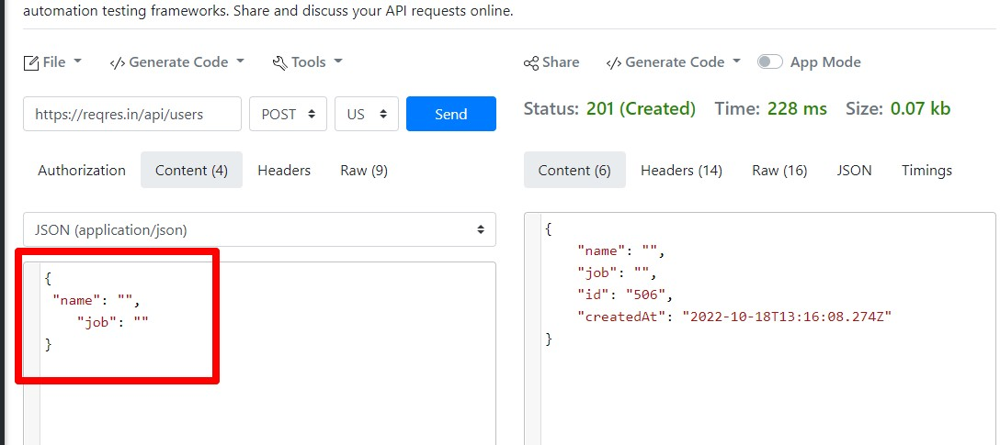 automation testing frameworks. Share and discuss your API requests online.
File </> Generate Code Tools
Share </> Generate Code App Mode
https://reqres.in/api/users POST US Send
Status: 201 (Created) Time: 228 ms Size: 0.07 kb
Authorization Content (4) Headers Raw (9)
Content (6) Headers (14) Raw (16) JSON Timings
JSON (application/json)
{
"name": "",
"job": ""
}
{
"name": "",
"job": "",
"id": "506",
"createdAt": "2022-10-18T13:16:08.274Z"
}